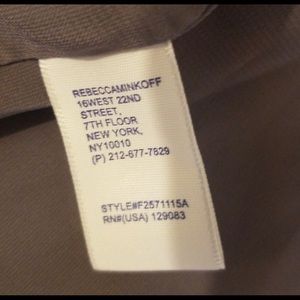 REBECCAMINKOFF
16WEST 22ND
STREET,
7TH FLOOR
NEW YORK,
NY10010
(P) 212-677-7829
STYLE#F2571115A
RN#(USA) 129083